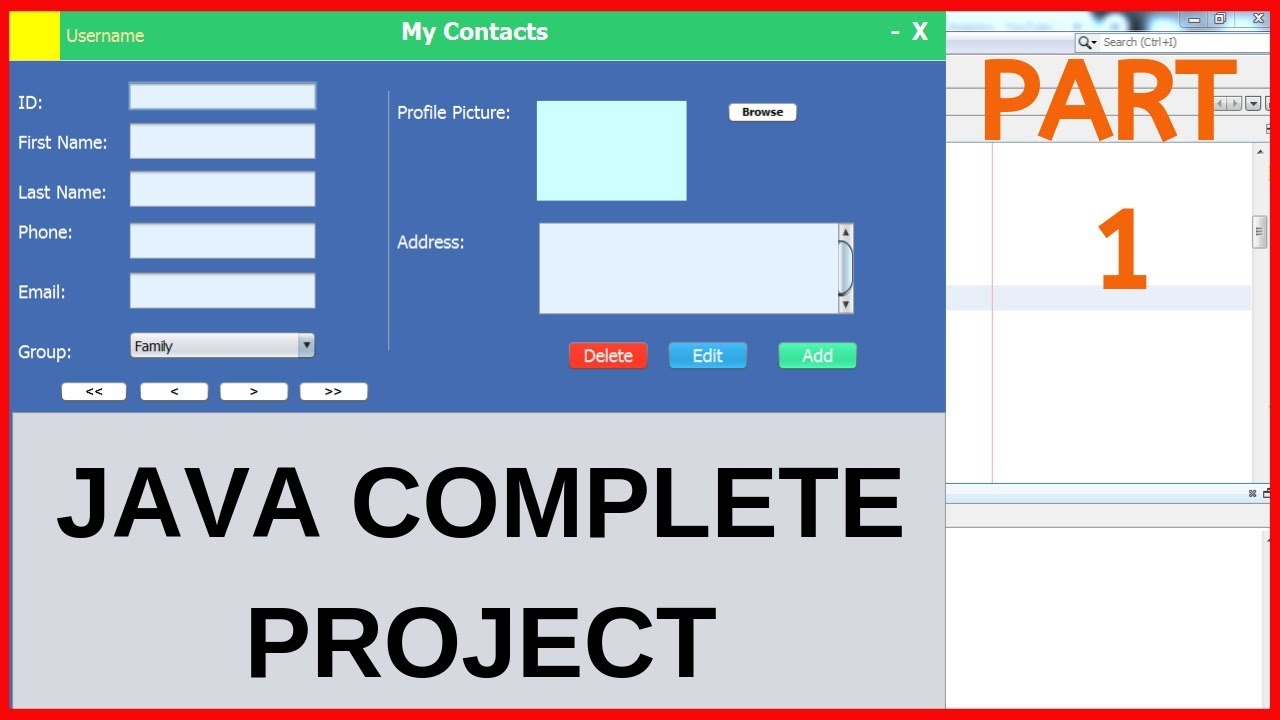 Username
My Contacts
- X
Search (Ctrl+I)
PART
1
ID:
First Name:
Last Name:
Phone:
Email:
Group:
Family
<<
<
>
>>
Profile Picture:
Browse
Address:
Delete
Edit
Add
JAVA COMPLETE
PROJECT